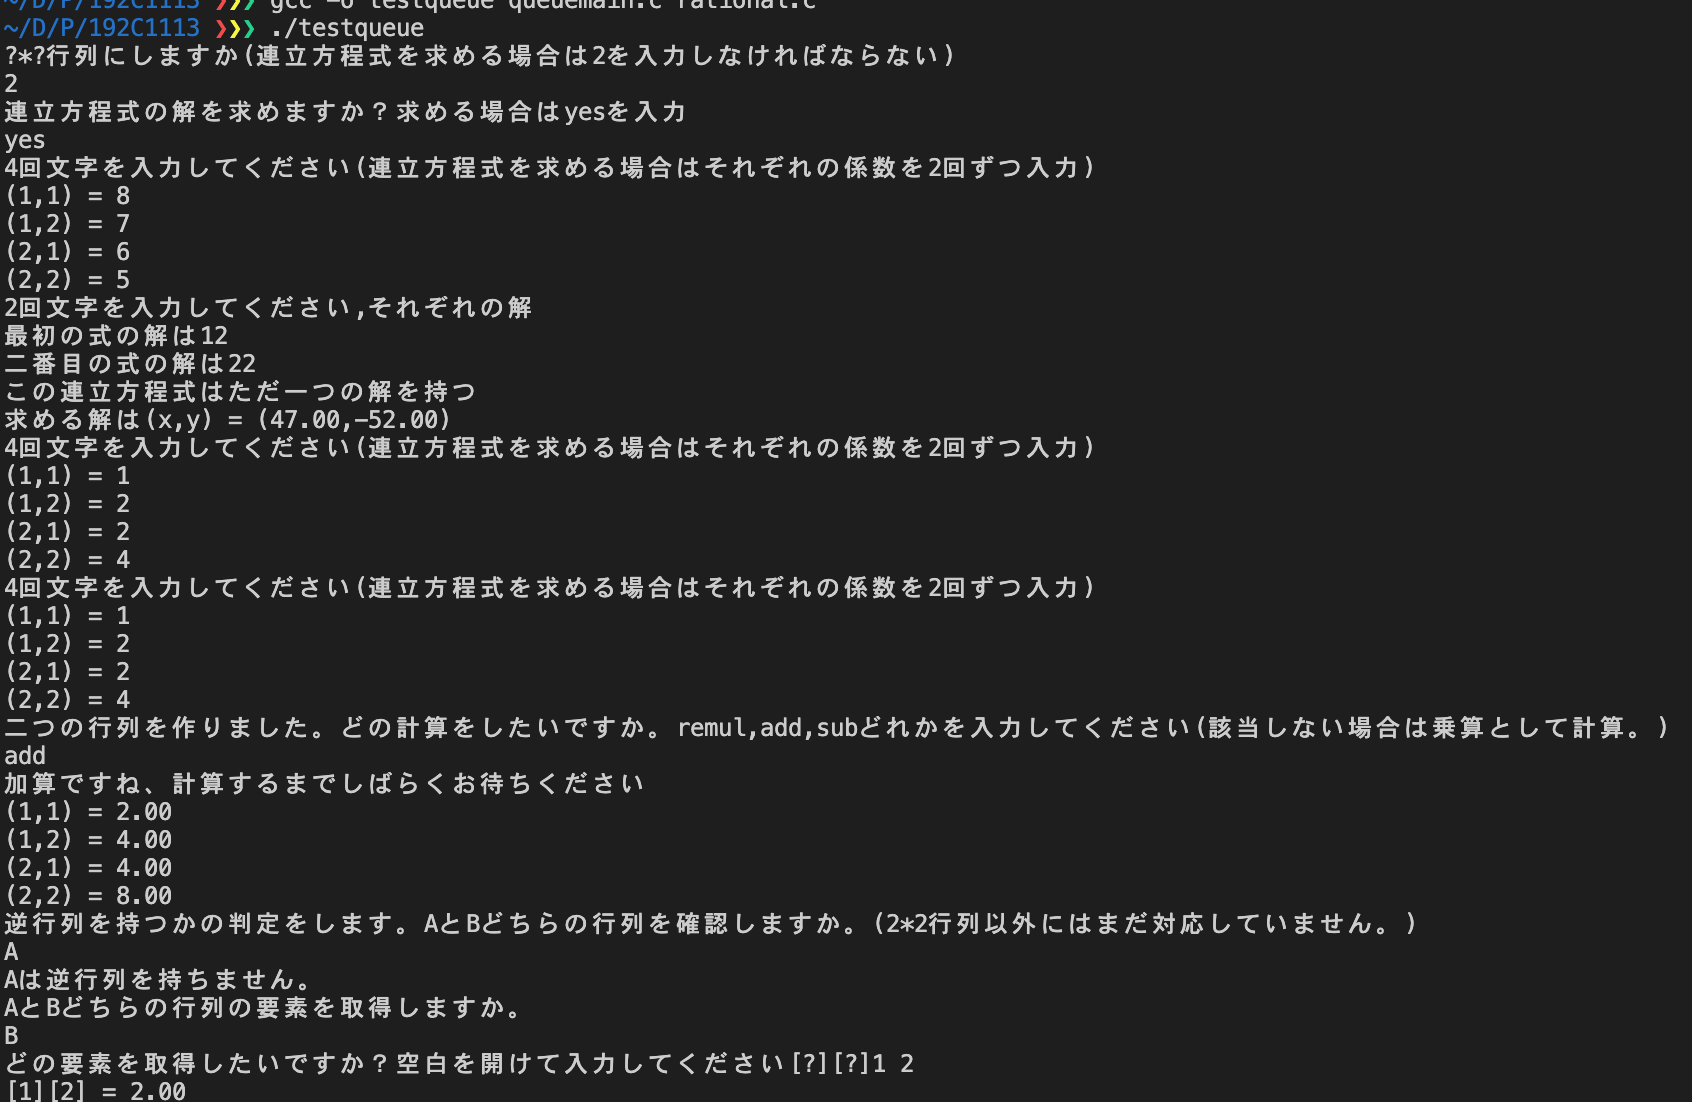 ~/D/P/192C1113 ❯❯❯ gcc -o testqueue queuemain.c rational.c
~/D/P/192C1113 ❯❯❯ ./testqueue
?*?行列にしますか(連立方程式を求める場合は2を入力しなければならない)
2
連立方程式の解を求めますか？求める場合はyesを入力
yes
4回文字を入力してください(連立方程式を求める場合はそれぞれの係数を2回ずつ入力)
(1,1) = 8
(1,2) = 7
(2,1) = 6
(2,2) = 5
2回文字を入力してください,それぞれの解
最初の式の解は12
二番目の式の解は22
この連立方程式はただ一つの解を持つ
求める解は(x,y) = (47.00,-52.00)
4回文字を入力してください(連立方程式を求める場合はそれぞれの係数を2回ずつ入力)
(1,1) = 1
(1,2) = 2
(2,1) = 2
(2,2) = 4
4回文字を入力してください(連立方程式を求める場合はそれぞれの係数を2回ずつ入力)
(1,1) = 1
(1,2) = 2
(2,1) = 2
(2,2) = 4
二つの行列を作りました。どの計算をしたいですか。remul,add,subどれかを入力してください(該当しない場合は乗算として計算。)
add
加算ですね、計算するまでしばらくお待ちください
(1,1) = 2.00
(1,2) = 4.00
(2,1) = 4.00
(2,2) = 8.00
逆行列を持つかの判定をします。AとBどちらの行列を確認しますか。(2*2行列以外にはまだ対応していません。)
A
Aは逆行列を持ちません。
AとBどちらの行列の要素を取得しますか。
B
どの要素を取得したいですか？空白を開けて入力してください[?][?]1 2
[1][2] = 2.00